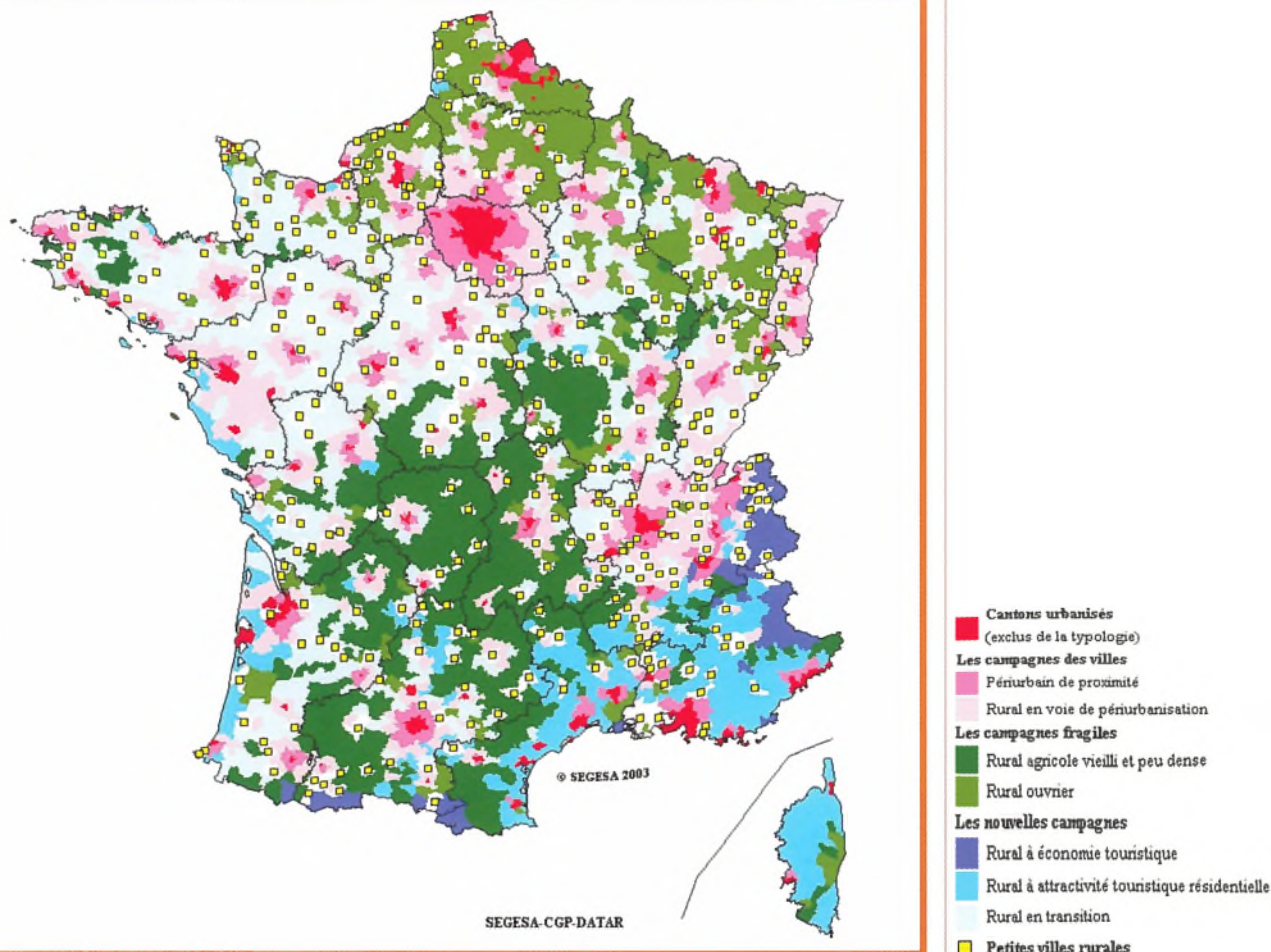 © SEGESA 2003
SEGESA-CGP-DATAR
Cantons urbanisés
(exclus de la typologie)
Les campagnes des villes
Périurbain de proximité
Rural en voie de périurbanisation
Les campagnes fragiles
Rural agricole vieilli et peu dense
Rural ouvrier
Les nouvelles campagnes
Rural à économie touristique
Rural à attractivité touristique résidentielle
Rural en transition
Petites villes rurales